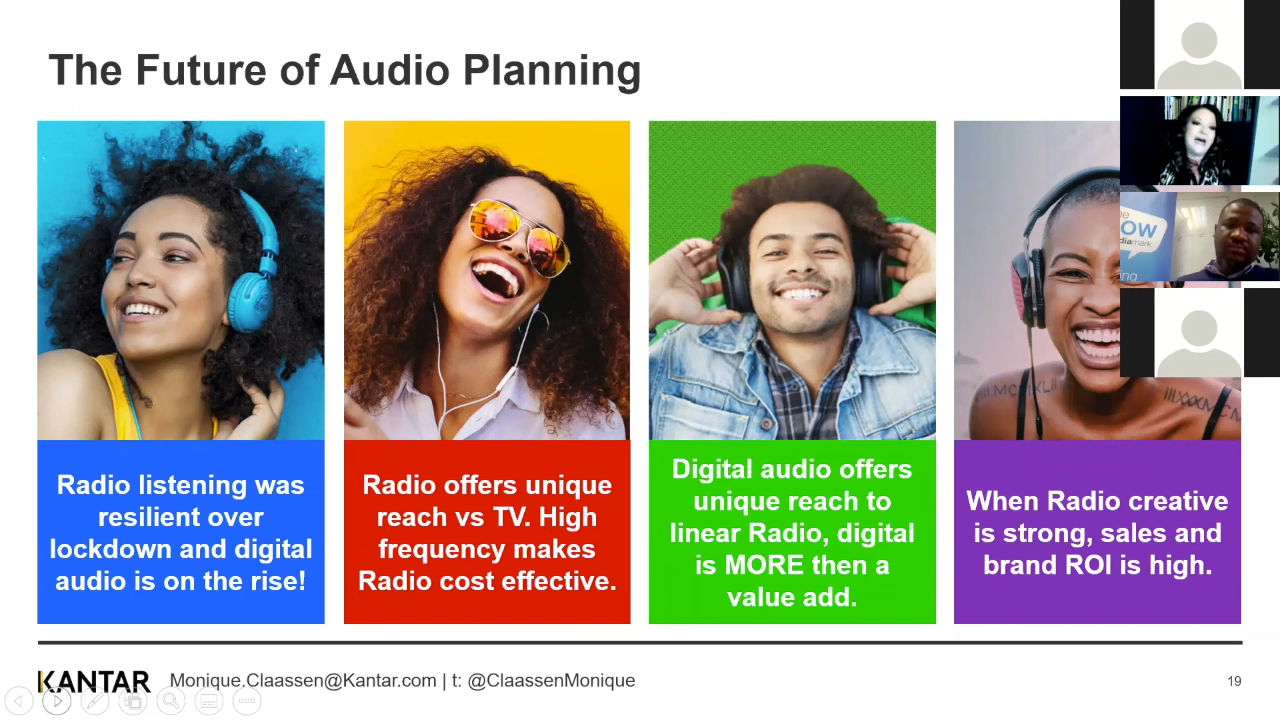 The Future of Audio Planning
Radio listening was
resilient over
lockdown and digital
audio is on the rise!
Radio offers unique
reach vs TV. High
frequency makes
Radio cost effective.
Digital audio offers
unique reach to
linear Radio, digital
is MORE then a
value add.
When Radio creative
is strong, sales and
brand ROI is high.
KANTAR
Monique.Claassen@Kantar.com | t: @ClaassenMonique
19